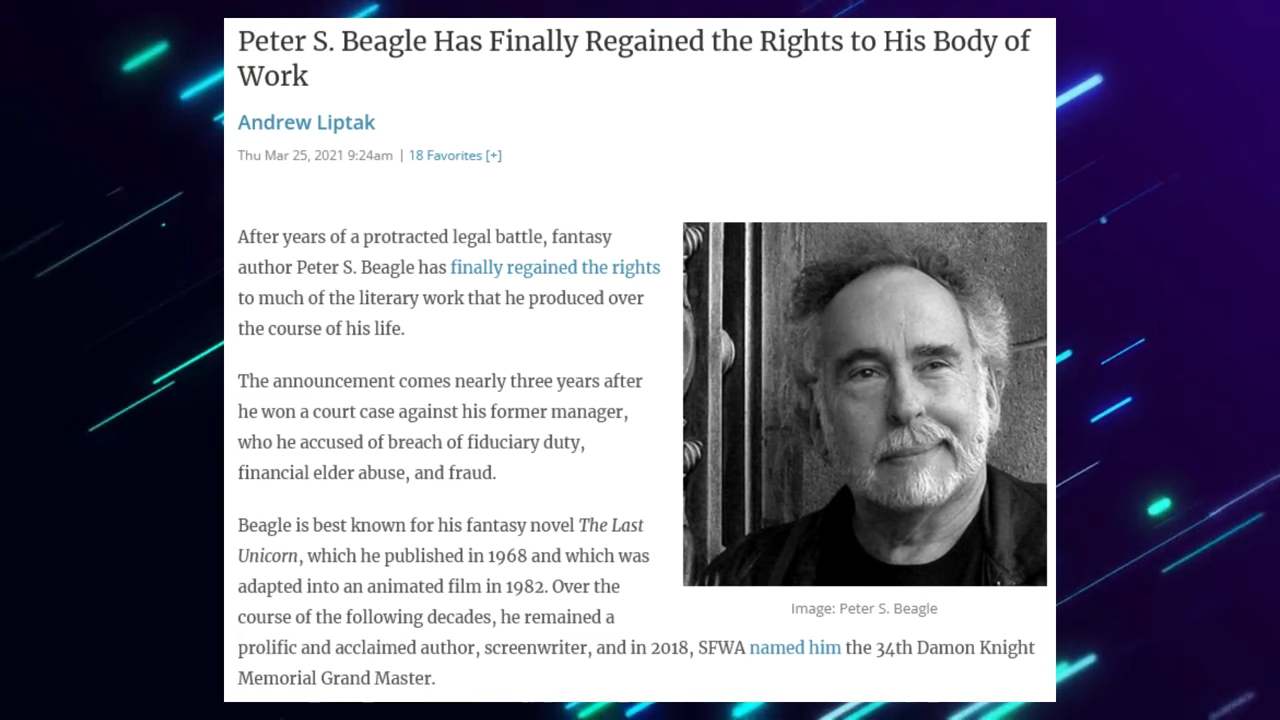 Peter S. Beagle Has Finally Regained the Rights to His Body of
Work
Andrew Liptak
Thu Mar 25, 2021 9:24am | 18 Favorites [+]
After years of a protracted legal battle, fantasy
author Peter S. Beagle has finally regained the rights
to much of the literary work that he produced over
the course of his life.
The announcement comes nearly three years after
he won a court case against his former manager,
who he accused of breach of fiduciary duty,
financial elder abuse, and fraud.
Beagle is best known for his fantasy novel The Last
Unicorn, which he published in 1968 and which was
adapted into an animated film in 1982. Over the
course of the following decades, he remained a
prolific and acclaimed author, screenwriter, and in 2018, SFWA named him the 34th Damon Knight
Memorial Grand Master.
Image: Peter S. Beagle